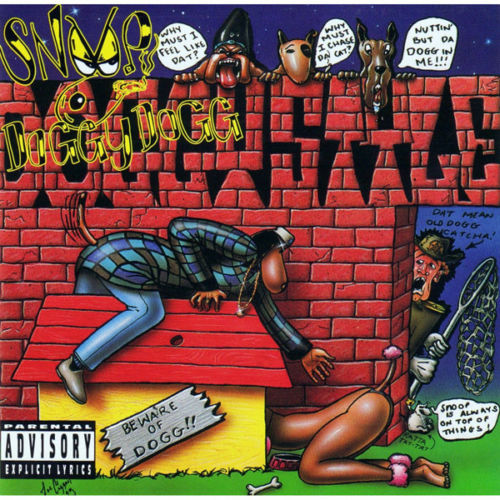 SNOOP
DOGGY DOGG
WHY
MUST I
FEEL LIKE
DAT?
WHY
MUST
I CHASE
DA CAT?
NUTTIN'
BUT DA
DOGG IN
ME!!!
DOGGYSTYLE
DAT MEAN
OLD DOGG
CATCHA!
BEWARE
OF
DOGG!!
SNOOP
IS ALWAYS
ON TOP OF
THINGS!
PARENTAL
ADVISORY
EXPLICIT LYRICS